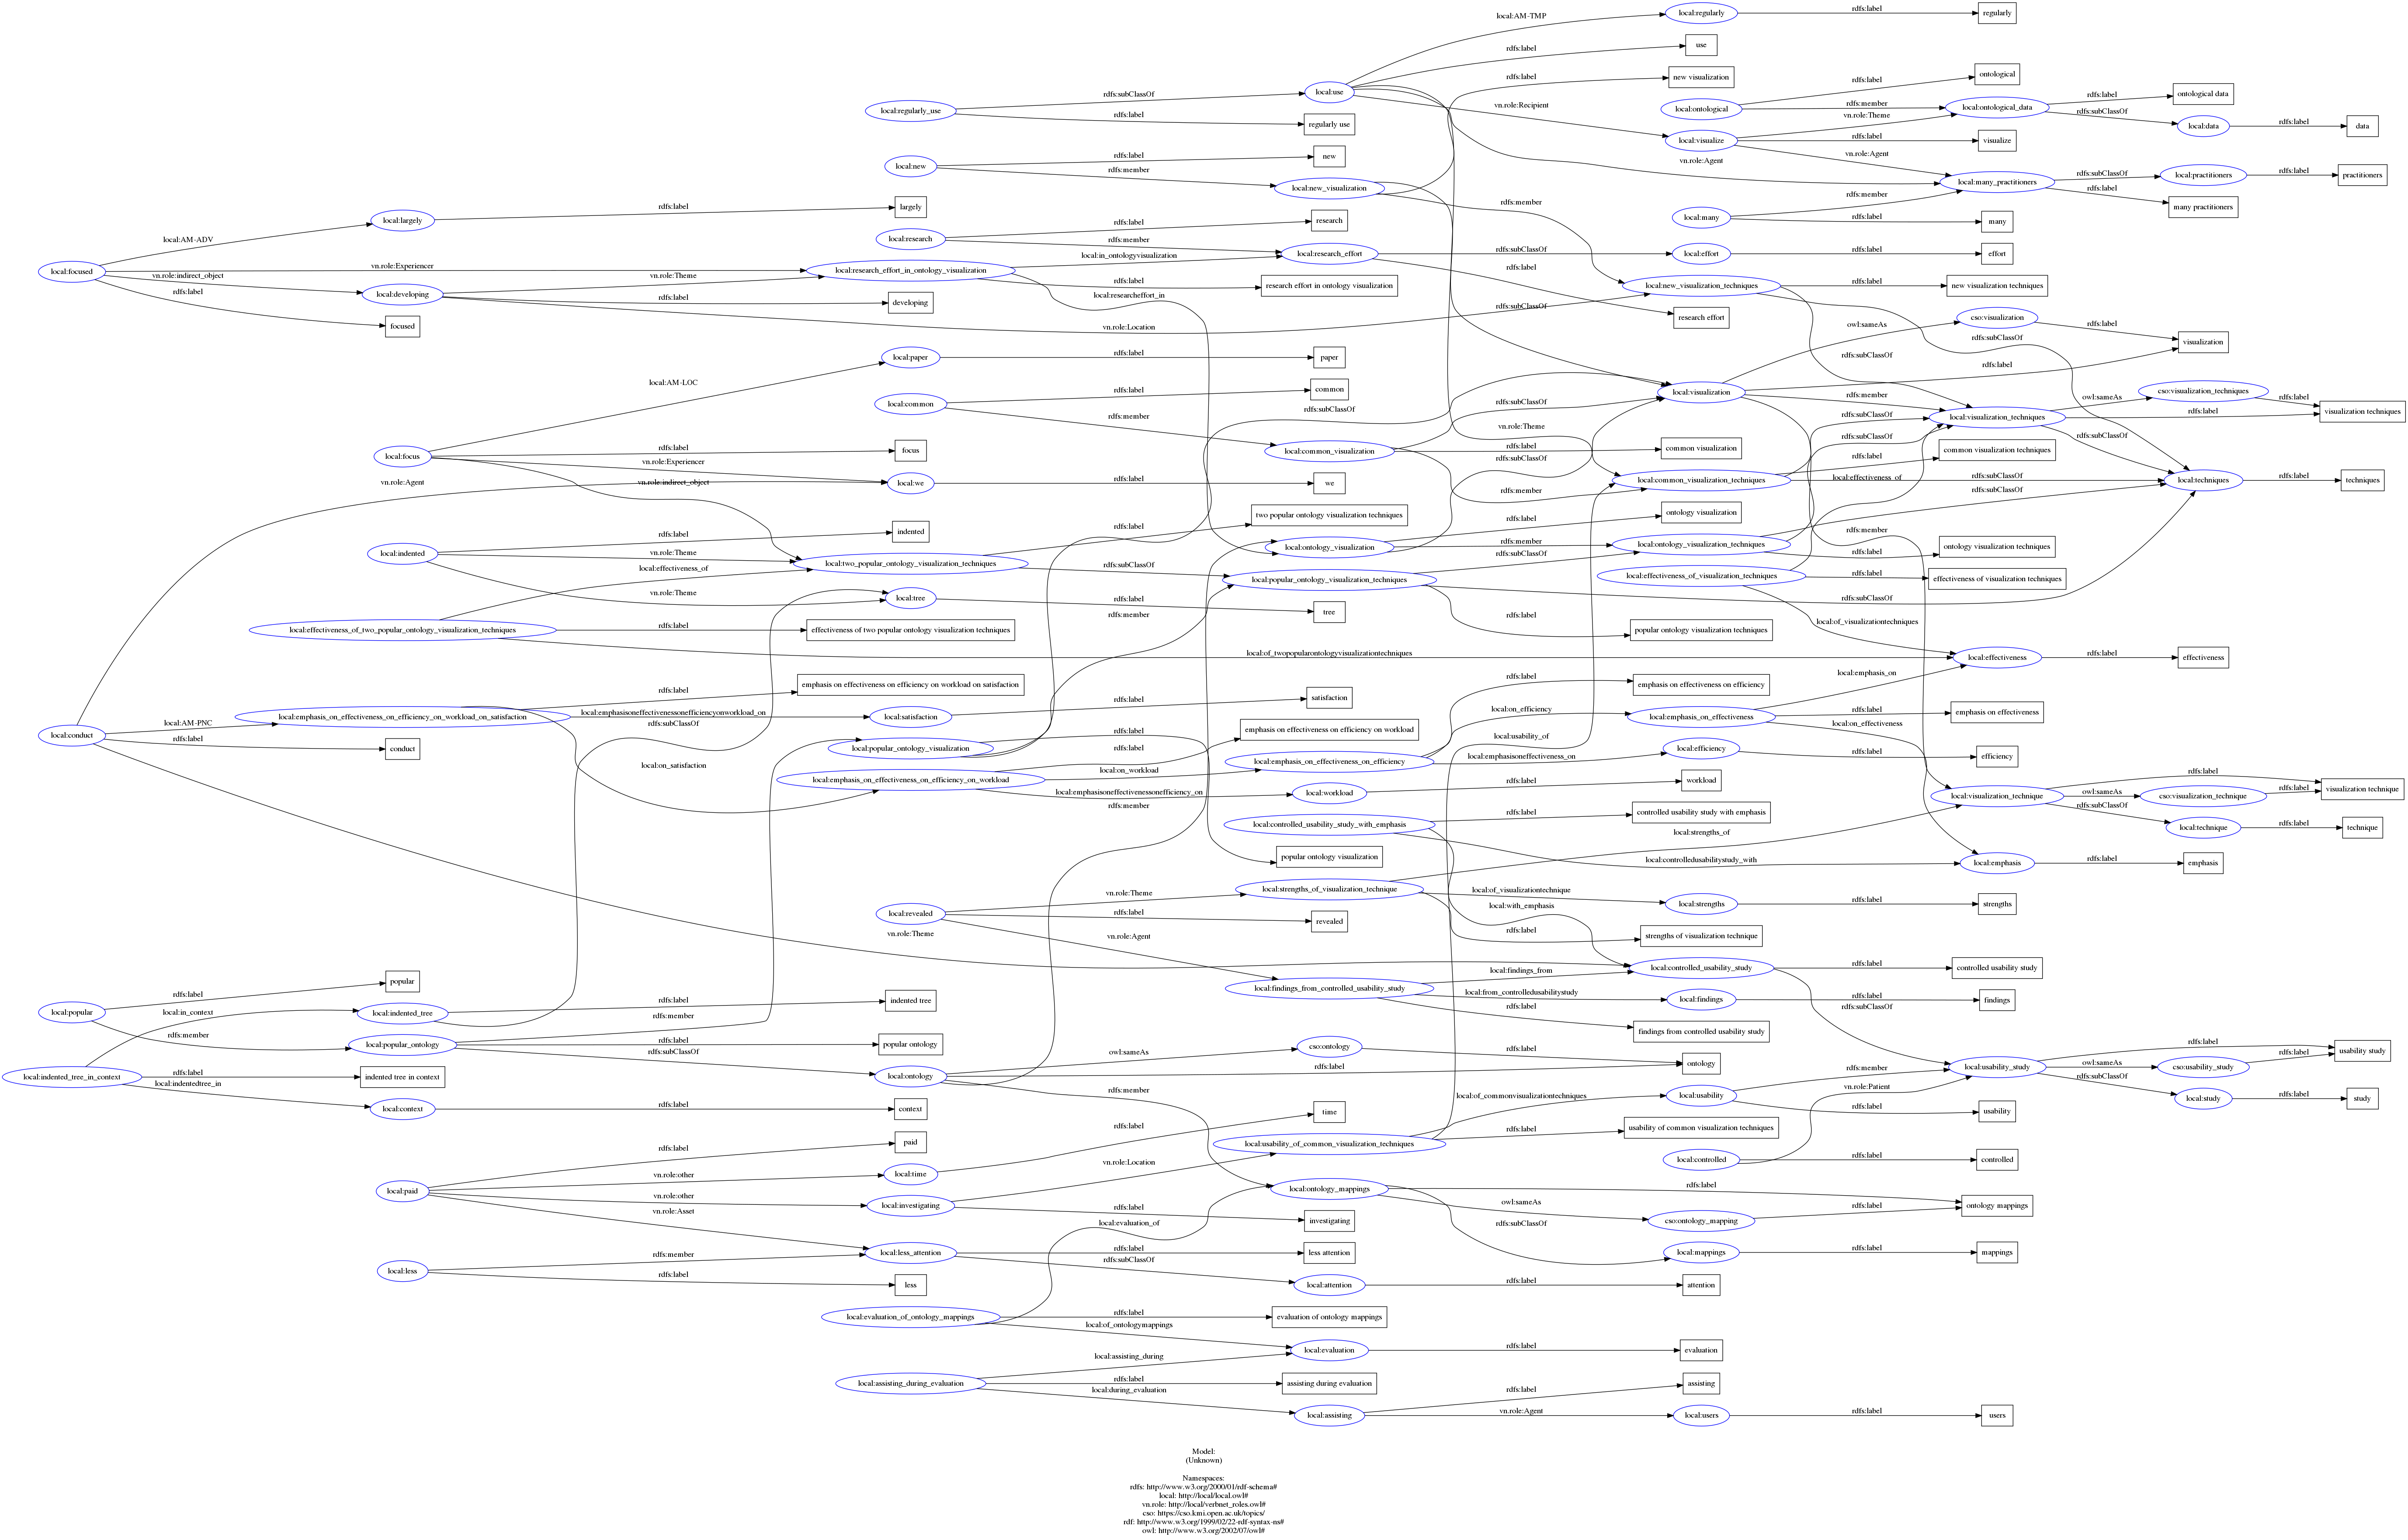 local:AM-TMP
local:regularly
rdfs:label
regularly
rdfs:label
use
rdfs:label
new visualization
rdfs:label
ontological
local:use
rdfs:subClassOf
local:regularly_use
rdfs:label
regularly use
vn.role:Recipient
local:ontological
rdfs:member
local:ontological_data
rdfs:label
ontological data
vn.role:Theme
rdfs:subClassOf
local:data
rdfs:label
data
local:visualize
rdfs:label
visualize
vn.role:Agent
vn.role:Agent
local:new
rdfs:label
new
rdfs:member
local:new_visualization
rdfs:member
local:many_practitioners
rdfs:subClassOf
local:practitioners
rdfs:label
practitioners
rdfs:label
many practitioners
rdfs:member
local:many
rdfs:label
many
local:largely
rdfs:label
largely
local:AM-ADV
local:research
rdfs:label
research
rdfs:member
local:research_effort
rdfs:subClassOf
local:effort
rdfs:label
effort
rdfs:label
research effort
local:focused
vn.role:Experiencer
vn.role:indirect_object
rdfs:label
focused
local:research_effort_in_ontology_visualization
local:in_ontologyvisualization
rdfs:label
research effort in ontology visualization
local:researcheffort_in
local:developing
vn.role:Theme
rdfs:label
developing
vn.role:Location
rdfs:subClassOf
local:new_visualization_techniques
rdfs:label
new visualization techniques
rdfs:subClassOf
rdfs:subClassOf
cso:visualization
owl:sameAs
rdfs:label
visualization
rdfs:label
local:paper
rdfs:label
paper
local:AM-LOC
local:common
rdfs:label
common
rdfs:member
rdfs:subClassOf
local:visualization
rdfs:subClassOf
rdfs:member
local:visualization_techniques
owl:sameAs
cso:visualization_techniques
rdfs:label
visualization techniques
rdfs:label
rdfs:subClassOf
rdfs:subClassOf
rdfs:subClassOf
vn.role:Theme
local:common_visualization
rdfs:label
common visualization
rdfs:subClassOf
rdfs:member
local:focus
rdfs:label
focus
vn.role:Experiencer
vn.role:indirect_object
vn.role:Agent
local:we
rdfs:label
we
local:common_visualization_techniques
rdfs:label
common visualization techniques
local:effectiveness_of
rdfs:subClassOf
rdfs:subClassOf
local:techniques
rdfs:label
techniques
rdfs:label
two popular ontology visualization techniques
rdfs:label
ontology visualization
local:indented
rdfs:label
indented
vn.role:Theme
local:effectiveness_of
vn.role:Theme
local:two_popular_ontology_visualization_techniques
rdfs:subClassOf
local:ontology_visualization
rdfs:member
rdfs:subClassOf
local:ontology_visualization_techniques
rdfs:member
rdfs:label
ontology visualization techniques
local:popular_ontology_visualization_techniques
local:effectiveness_of_visualization_techniques
rdfs:label
effectiveness of visualization techniques
rdfs:subClassOf
local:tree
rdfs:label
tree
rdfs:member
rdfs:label
popular ontology visualization techniques
local:of_visualizationtechniques
local:effectiveness_of_two_popular_ontology_visualization_techniques
rdfs:label
effectiveness of two popular ontology visualization techniques
local:of_twopopularontologyvisualizationtechniques
local:effectiveness
rdfs:label
effectiveness
local:emphasis_on
rdfs:label
emphasis on effectiveness on efficiency on workload on satisfaction
local:conduct
local:AM-PNC
rdfs:label
conduct
local:emphasis_on_effectiveness_on_efficiency_on_workload_on_satisfaction
local:emphasisoneffectivenessonefficiencyonworkload_on
rdfs:subClassOf
local:on_satisfaction
local:satisfaction
rdfs:label
satisfaction
rdfs:label
emphasis on effectiveness on efficiency
local:on_efficiency
local:emphasis_on_effectiveness
rdfs:label
emphasis on effectiveness
local:on_effectiveness
local:usability_of
rdfs:label
emphasis on effectiveness on efficiency on workload
local:popular_ontology_visualization
rdfs:label
rdfs:label
local:emphasis_on_effectiveness_on_efficiency
local:emphasisoneffectiveness_on
local:efficiency
rdfs:label
efficiency
local:emphasis_on_effectiveness_on_efficiency_on_workload
local:on_workload
local:emphasisoneffectivenessonefficiency_on
local:workload
rdfs:label
workload
rdfs:member
local:visualization_technique
rdfs:label
visualization technique
owl:sameAs
cso:visualization_technique
rdfs:label
rdfs:subClassOf
local:technique
rdfs:label
technique
local:controlled_usability_study_with_emphasis
rdfs:label
controlled usability study with emphasis
local:strengths_of
local:controlledusabilitystudy_with
local:emphasis
rdfs:label
emphasis
popular ontology visualization
local:strengths_of_visualization_technique
local:of_visualizationtechnique
local:strengths
rdfs:label
strengths
local:with_emphasis
rdfs:label
strengths of visualization technique
local:revealed
vn.role:Theme
rdfs:label
revealed
vn.role:Agent
vn.role:Theme
local:findings_from_controlled_usability_study
local:findings_from
local:controlled_usability_study
rdfs:label
controlled usability study
local:from_controlledusabilitystudy
local:findings
rdfs:label
findings
rdfs:label
findings from controlled usability study
rdfs:subClassOf
local:popular
rdfs:label
popular
local:in_context
rdfs:member
local:indented_tree
rdfs:label
indented tree
rdfs:member
local:popular_ontology
rdfs:label
popular ontology
rdfs:subClassOf
local:indented_tree_in_context
rdfs:label
indented tree in context
local:indentedtree_in
local:context
rdfs:label
context
local:ontology
owl:sameAs
cso:ontology
rdfs:label
ontology
rdfs:label
rdfs:member
local:usability_study
rdfs:label
usability study
owl:sameAs
cso:usability_study
rdfs:label
rdfs:subClassOf
local:study
rdfs:label
study
local:usability
rdfs:member
vn.role:Patient
rdfs:label
usability
local:of_commonvisualizationtechniques
local:usability_of_common_visualization_techniques
rdfs:label
usability of common visualization techniques
local:controlled
rdfs:label
controlled
time
rdfs:label
local:paid
rdfs:label
paid
vn.role:other
local:time
vn.role:other
local:investigating
vn.role:Location
rdfs:label
investigating
vn.role:Asset
local:ontology_mappings
rdfs:label
ontology mappings
owl:sameAs
cso:ontology_mapping
rdfs:label
rdfs:subClassOf
local:mappings
rdfs:label
mappings
local:evaluation_of
local:less
rdfs:member
local:less_attention
rdfs:label
less attention
rdfs:subClassOf
local:attention
rdfs:label
attention
rdfs:label
less
local:evaluation_of_ontology_mappings
rdfs:label
evaluation of ontology mappings
local:of_ontologymappings
local:evaluation
rdfs:label
evaluation
local:assisting_during
local:assisting_during_evaluation
rdfs:label
assisting during evaluation
local:during_evaluation
local:assisting
rdfs:label
assisting
vn.role:Agent
local:users
rdfs:label
users
Model:
(Unknown)
Namespaces:
rdfs: http://www.w3.org/2000/01/rdf-schema#
local: http://local/local.owl#
vn.role: http://local/verbnet_roles.owl#
cso: https://cso.kmi.open.ac.uk/topics/
rdf: http://www.w3.org/1999/02/22-rdf-syntax-ns#
owl: http://www.w3.org/2002/07/owl#